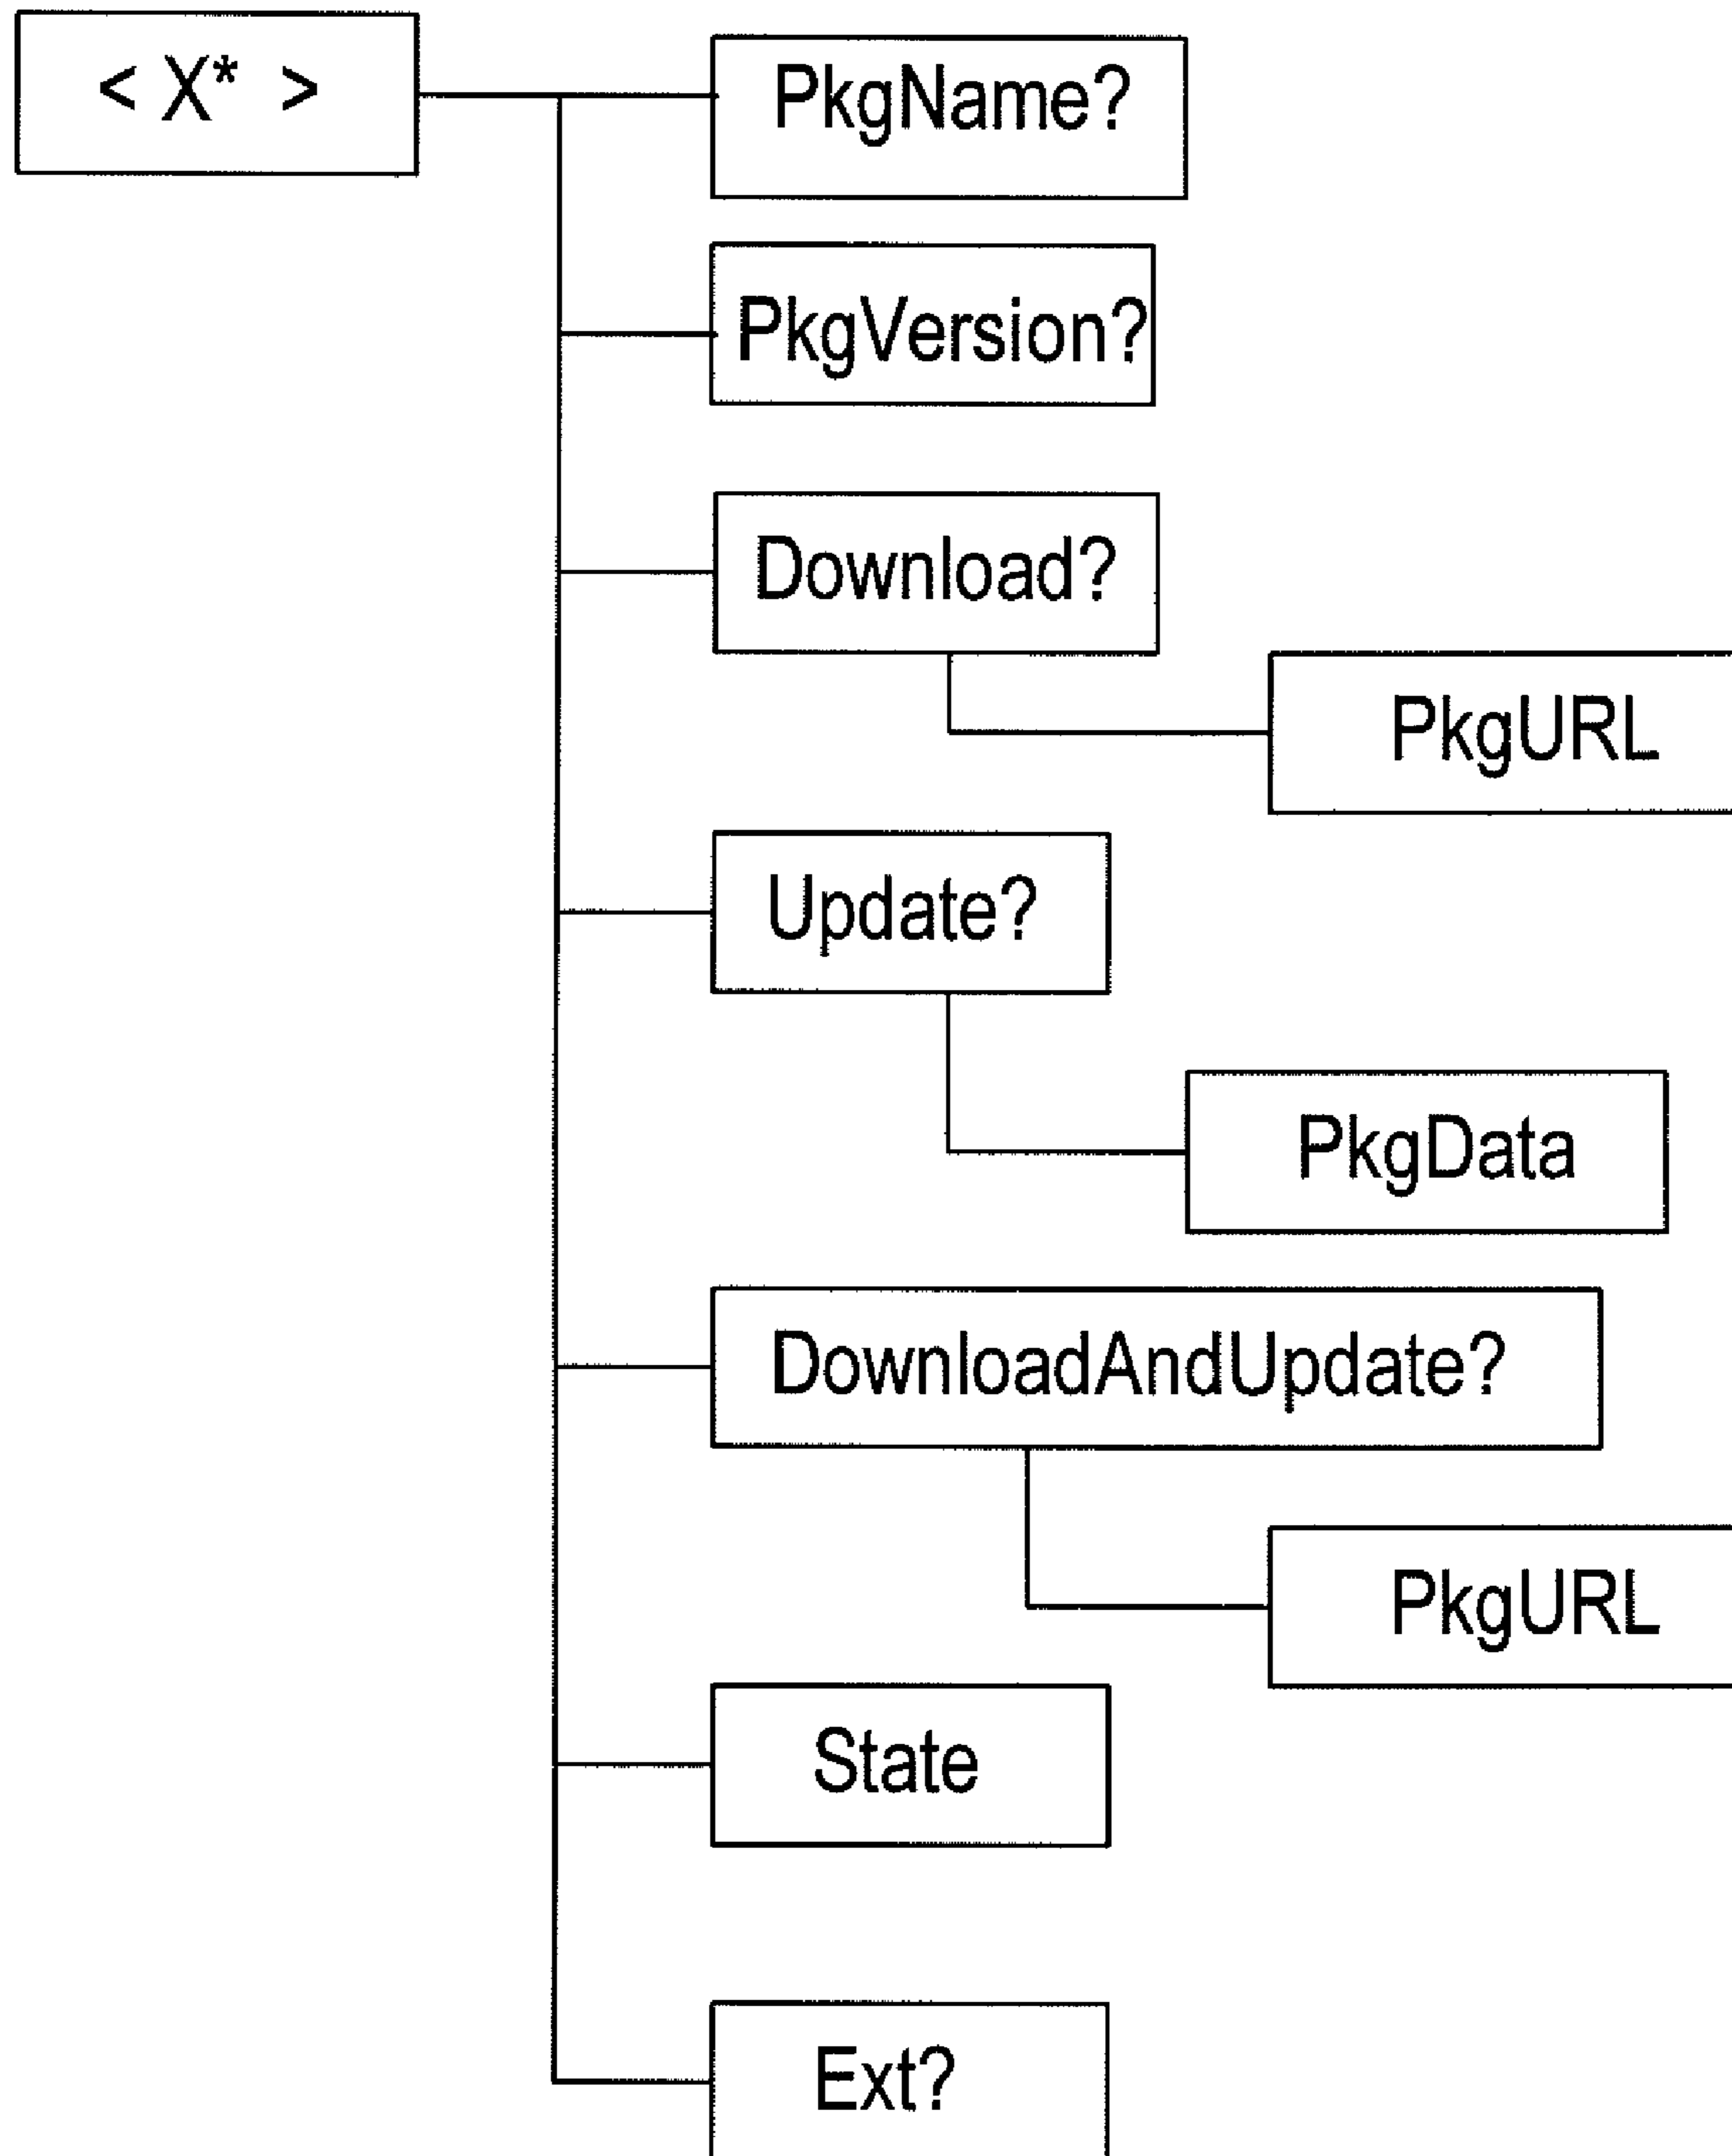 < X* >
PkgName?
PkgVersion?
Download?
PkgURL
Update?
PkgData
DownloadAndUpdate?
PkgURL
State
Ext?